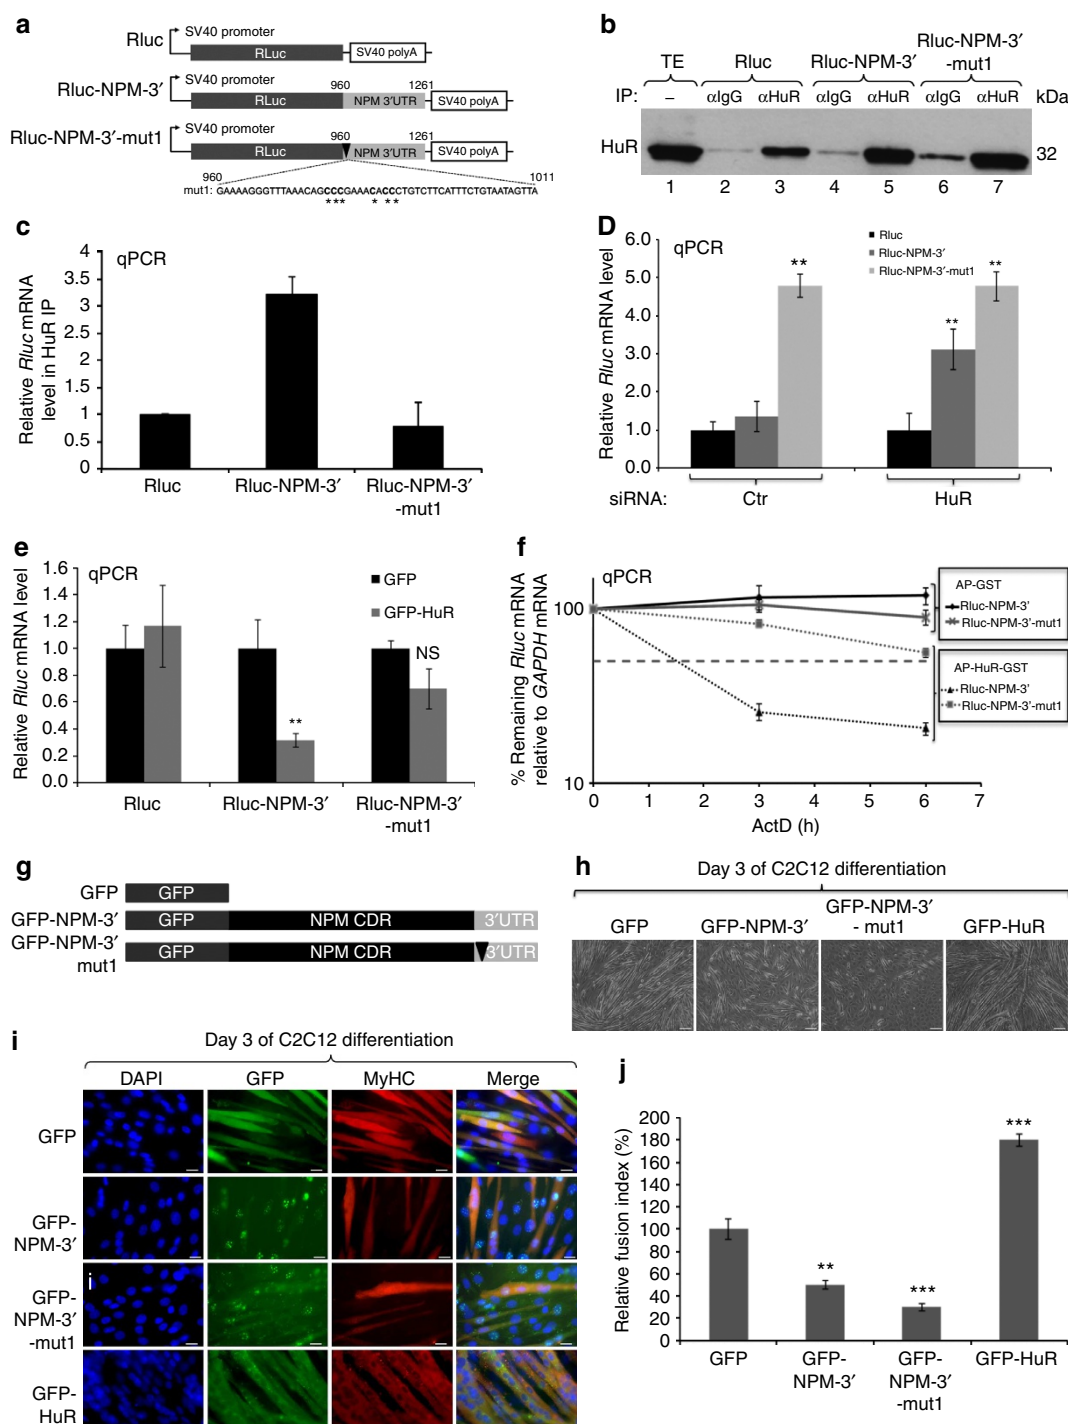 a
Rluc
SV40 promoter
RLuc
SV40 polyA
Rluc-NPM-3′
SV40 promoter
960
1261
RLuc
NPM 3′UTR
SV40 polyA
Rluc-NPM-3′-mut1
SV40 promoter
960
1261
RLuc
NPM 3′UTR
SV40 polyA
960
1011
mut1: GAAAAGGGTTTAAACAGCCCGAAACACCCTGTCTTCATTTCTGTAATAGTTA
*** * **
b
TE
Rluc
Rluc-NPM-3′
Rluc-NPM-3′
-mut1
IP: – αIgG αHuR αIgG αHuR αIgG αHuR kDa
HuR
32
1 2 3 4 5 6 7
c
qPCR
Relative Rluc mRNA
level in HuR IP
4
3.5
3
2.5
2
1.5
1
0.5
0
Rluc
Rluc-NPM-3′
Rluc-NPM-3′
-mut1
D
qPCR
Relative Rluc mRNA level
6.0
5.0
4.0
3.0
2.0
1.0
0.0
Rluc
Rluc-NPM-3′
Rluc-NPM-3′-mut1
**
**
**
siRNA:
Ctr
HuR
e
qPCR
Relative Rluc mRNA level
1.6
1.4
1.2
1.0
0.8
0.6
0.4
0.2
0.0
GFP
GFP-HuR
**
NS
Rluc
Rluc-NPM-3′
Rluc-NPM-3′
-mut1
f
qPCR
% Remaining Rluc mRNA
relative to GAPDH mRNA
100
10
0 1 2 3 4 5 6 7
ActD (h)
AP-GST
Rluc-NPM-3′
Rluc-NPM-3′-mut1
AP-HuR-GST
Rluc-NPM-3′
Rluc-NPM-3′-mut1
g
GFP
GFP
GFP-NPM-3′
GFP
NPM CDR
3′UTR
GFP-NPM-3′
mut1
GFP
NPM CDR
3′UTR
h
Day 3 of C2C12 differentiation
GFP
GFP-NPM-3′
GFP-NPM-3′
- mut1
GFP-HuR
i
Day 3 of C2C12 differentiation
DAPI
GFP
MyHC
Merge
GFP
GFP-
NPM-3′
i
GFP-
NPM-3′
-mut1
GFP-
HuR
j
Relative fusion index (%)
200
180
160
140
120
100
80
60
40
20
0
**
***
***
GFP
GFP-
NPM-3′
GFP-
NPM-3′
-mut1
GFP-HuR